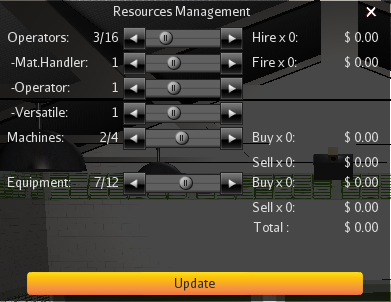 Resources Management
Operators: 3/16 Hire x 0: $ 0.00
-Mat.Handler: 1 Fire x 0: $ 0.00
-Operator: 1
-Versatile: 1
Machines: 2/4 Buy x 0: $ 0.00
Sell x 0: $ 0.00
Equipment: 7/12 Buy x 0: $ 0.00
Sell x 0: $ 0.00
Total : $ 0.00
Update